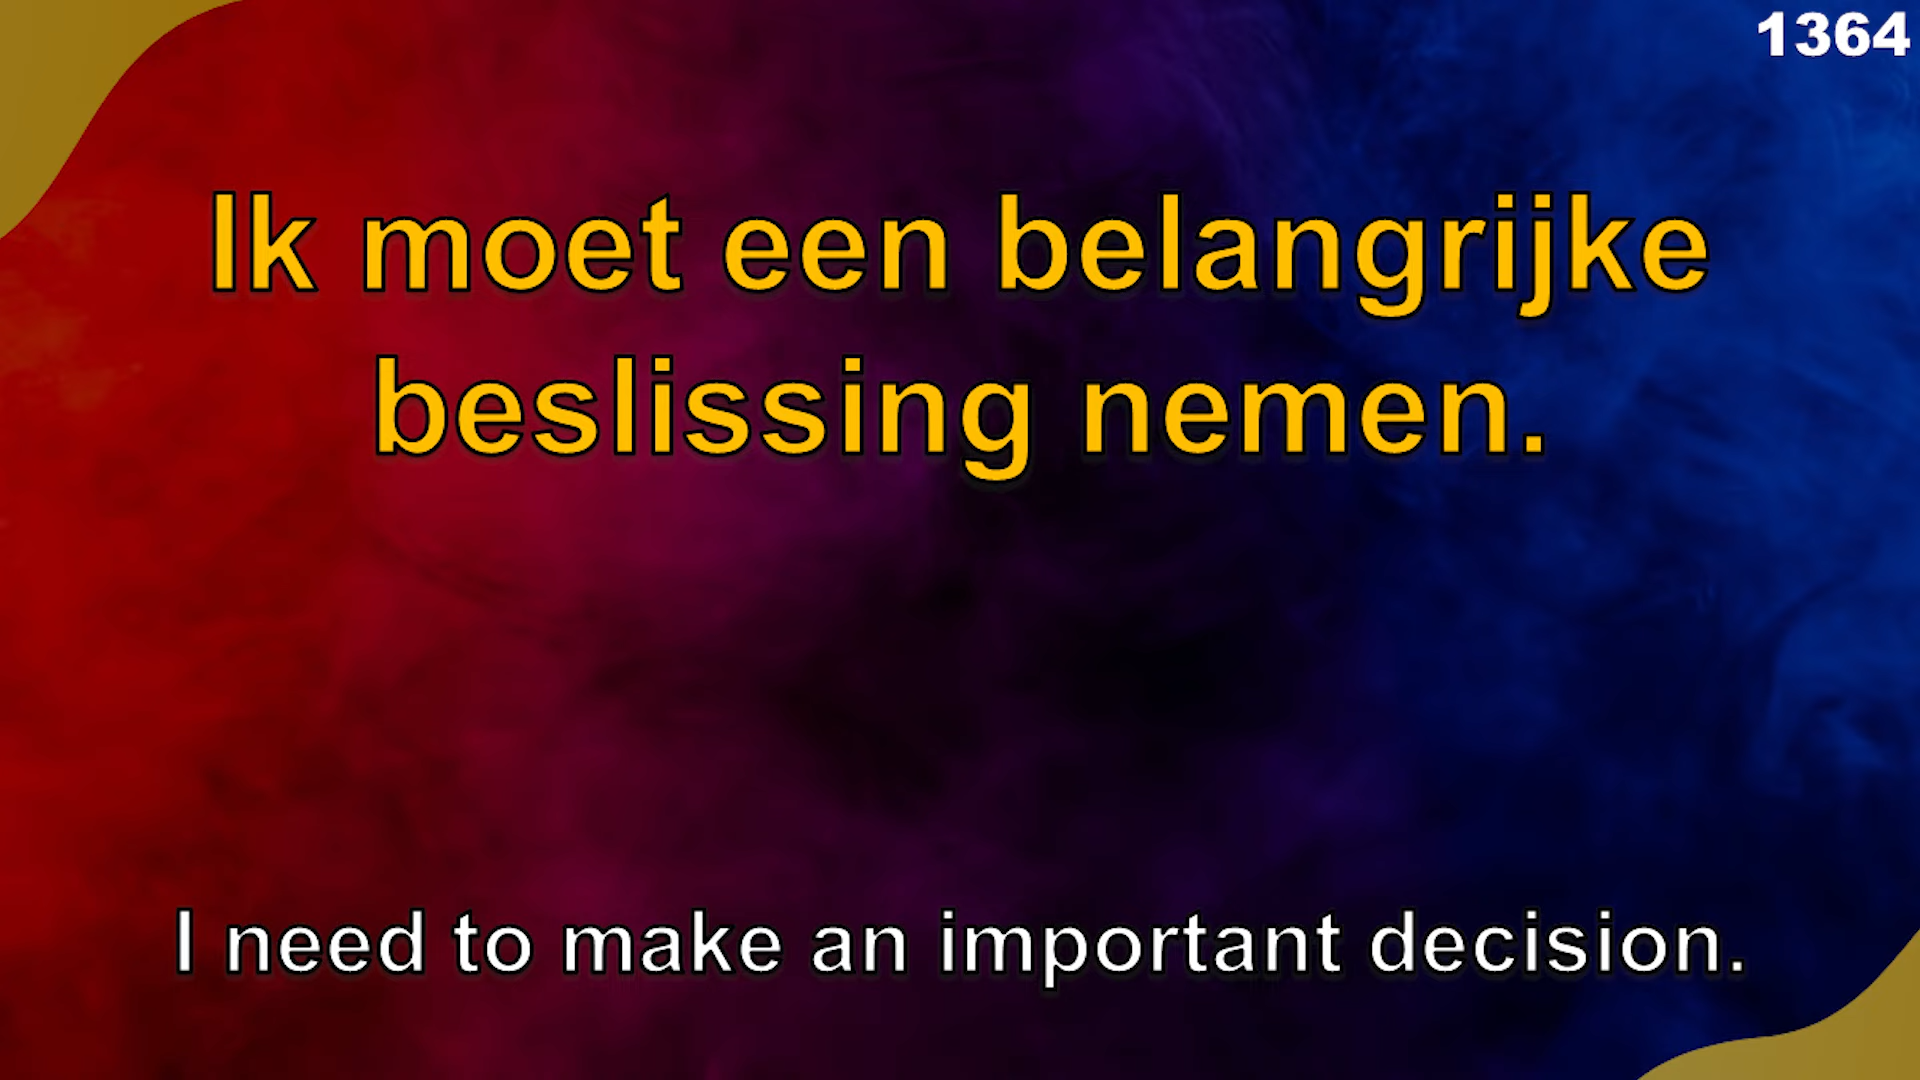 1364
Ik moet een belangrijke
beslissing nemen.
I need to make an important decision.